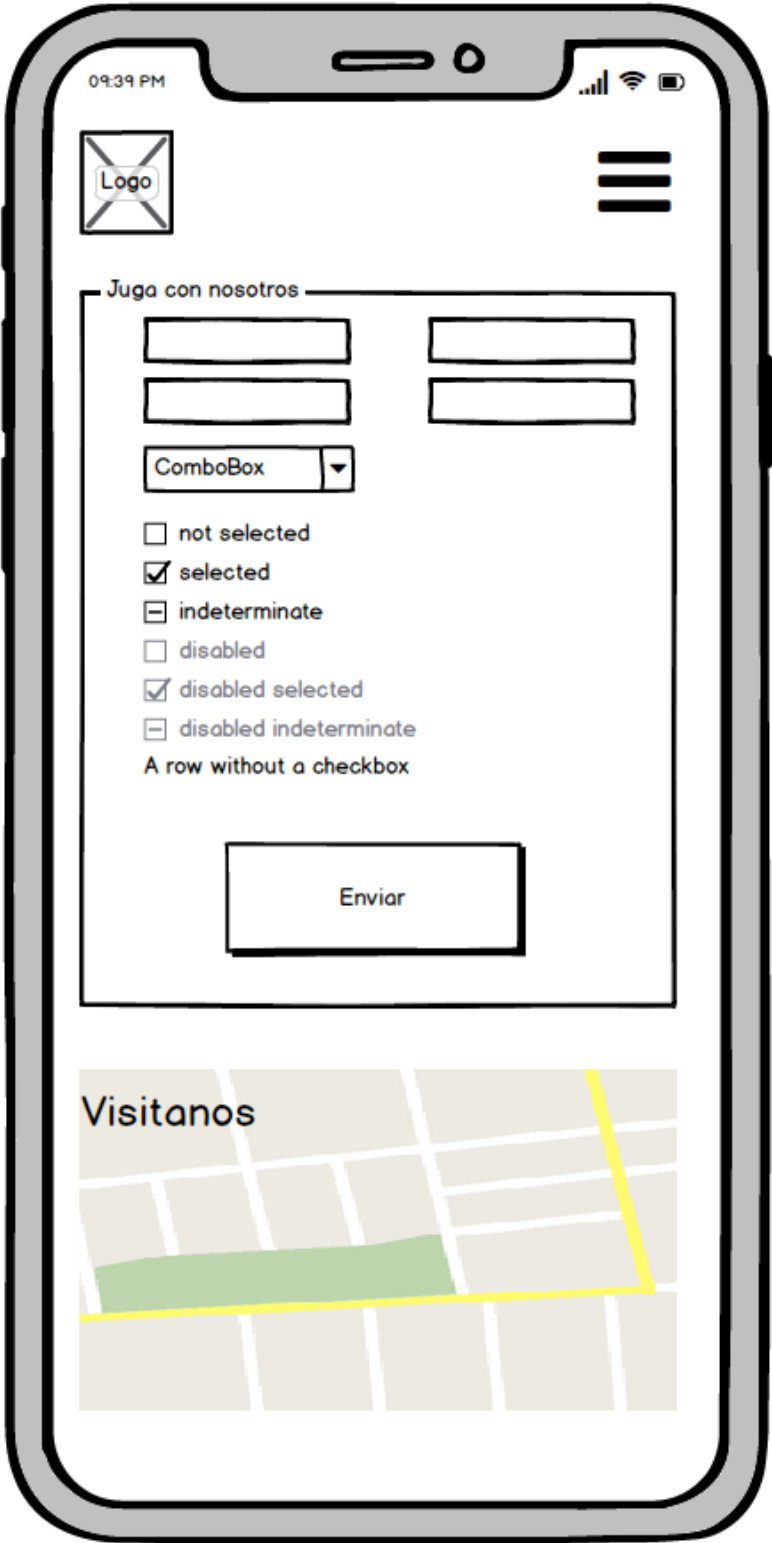 09:39 PM
Logo
Juga con nosotros
ComboBox
not selected
selected
indeterminate
disabled
disabled selected
disabled indeterminate
A row without a checkbox
Enviar
Visitanos